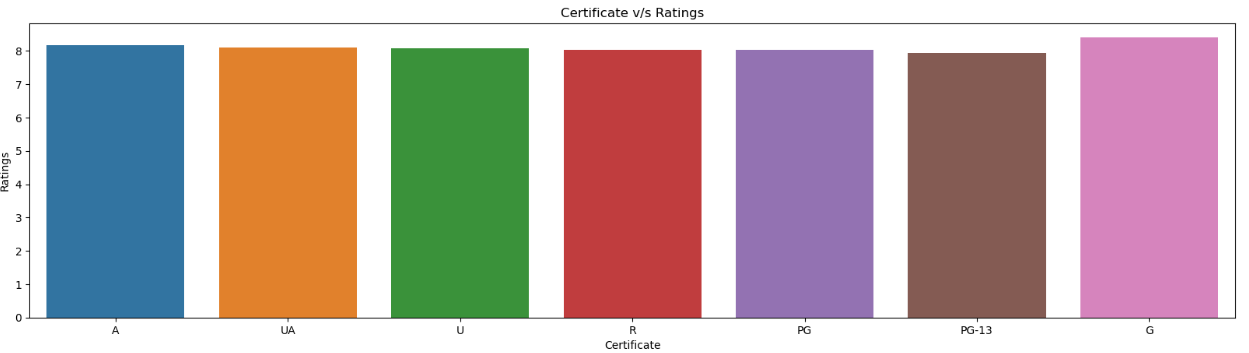 Certificate v/s Ratings
Ratings
8
7
6
5
4
3
2
1
0
A UA U R PG PG-13 G
Certificate